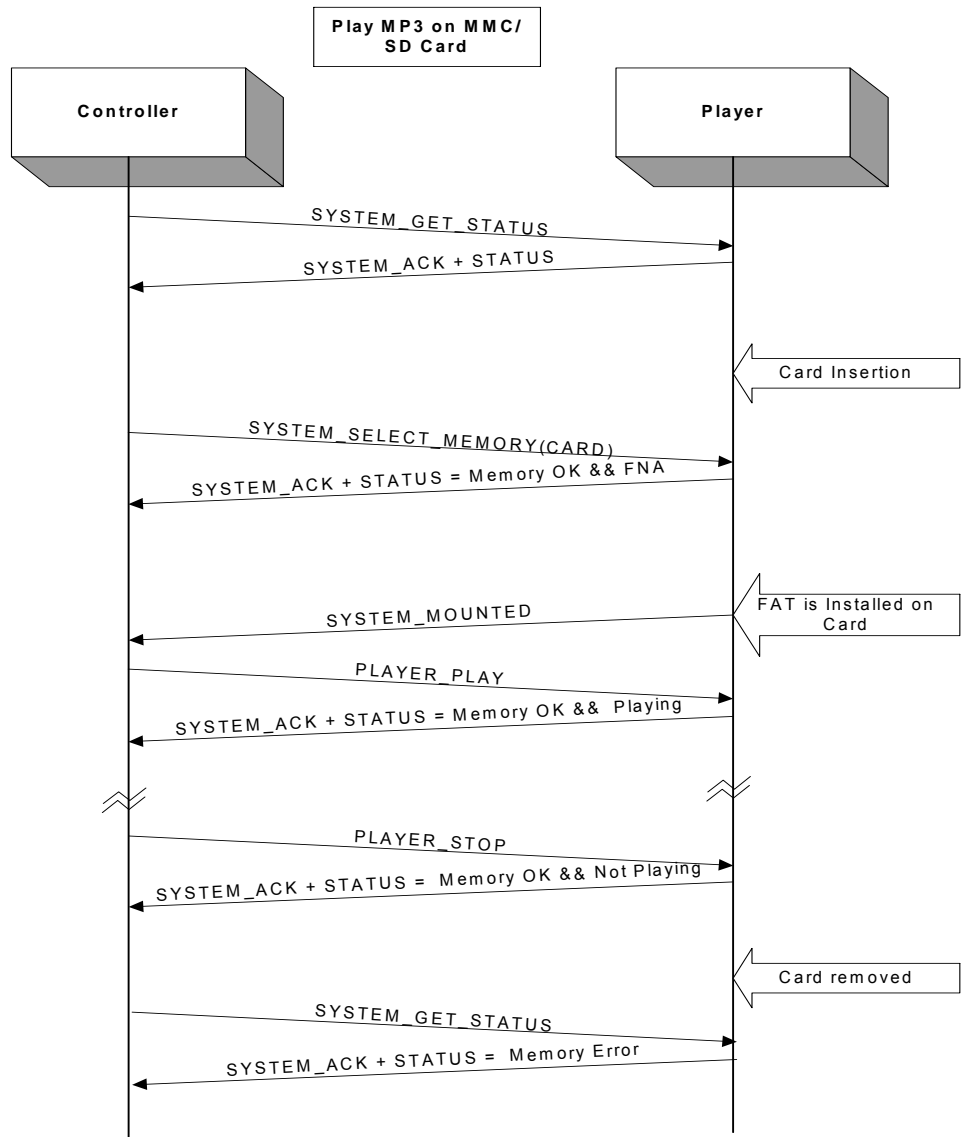 Play MP3 on MMC/
SD Card
Controller
Player
SYSTEM_GET_STATUS
SYSTEM_ACK + STATUS
Card Insertion
SYSTEM_SELECT_MEMORY(CARD)
SYSTEM_ACK + STATUS = Memory OK && FNA
FAT is Installed on
Card
SYSTEM_MOUNTED
PLAYER_PLAY
SYSTEM_ACK + STATUS = Memory OK && Playing
PLAYER_STOP
SYSTEM_ACK + STATUS = Memory OK && Not Playing
Card removed
SYSTEM_GET_STATUS
SYSTEM_ACK + STATUS = Memory Error